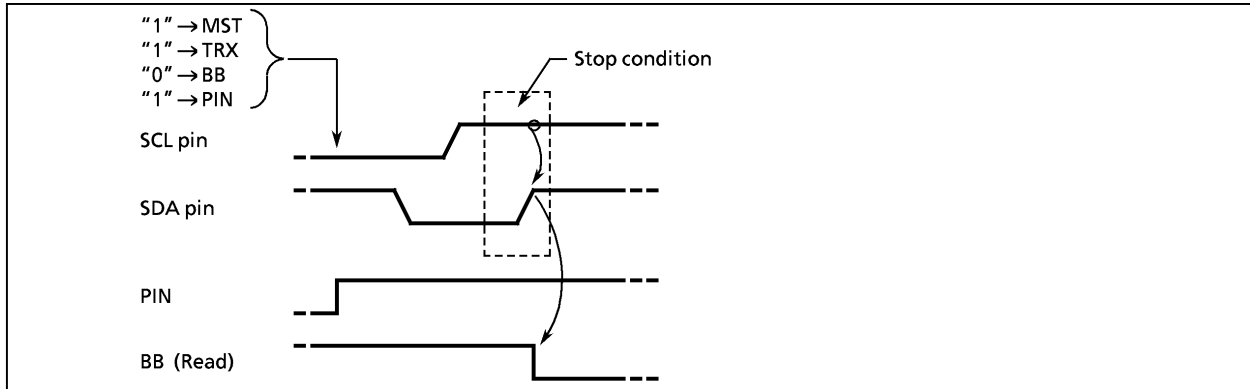 “1” → MST
“1” → TRX
“0” → BB
“1” → PIN
Stop condition
SCL pin
SDA pin
PIN
BB (Read)